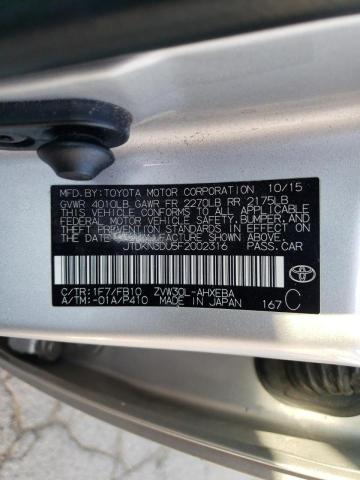 MFD.BY:TOYOTA MOTOR CORPORATION 10/15
GVWR 4010LB GAWR FR 2270LB RR 2175LB
THIS VEHICLE CONFORMS TO ALL APPLICABLE
FEDERAL MOTOR VEHICLE SAFETY, BUMPER, AND
THEFT PREVENTION STANDARDS IN EFFECT ON
THE DATE OF MANUFACTURE SHOWN ABOVE.
JTDKN3DU5F2002316 PASS.CAR
C/TR:1F7/FB10 ZVW30L-AHXEBA
A/TM:-01A/P410 MADE IN JAPAN 167 C